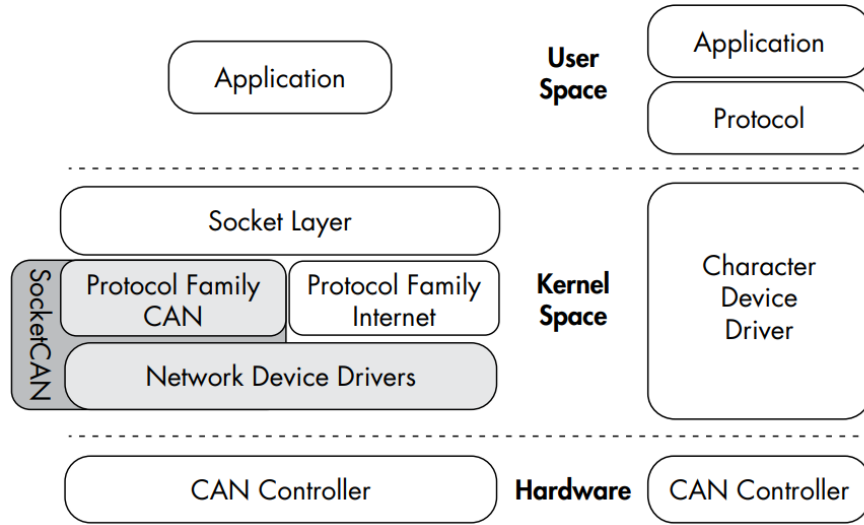 Application
User
Space
Application
Protocol
Socket Layer
SocketCAN
Protocol Family
CAN
Protocol Family
Internet
Network Device Drivers
Kernel
Space
Character
Device
Driver
CAN Controller
Hardware
CAN Controller